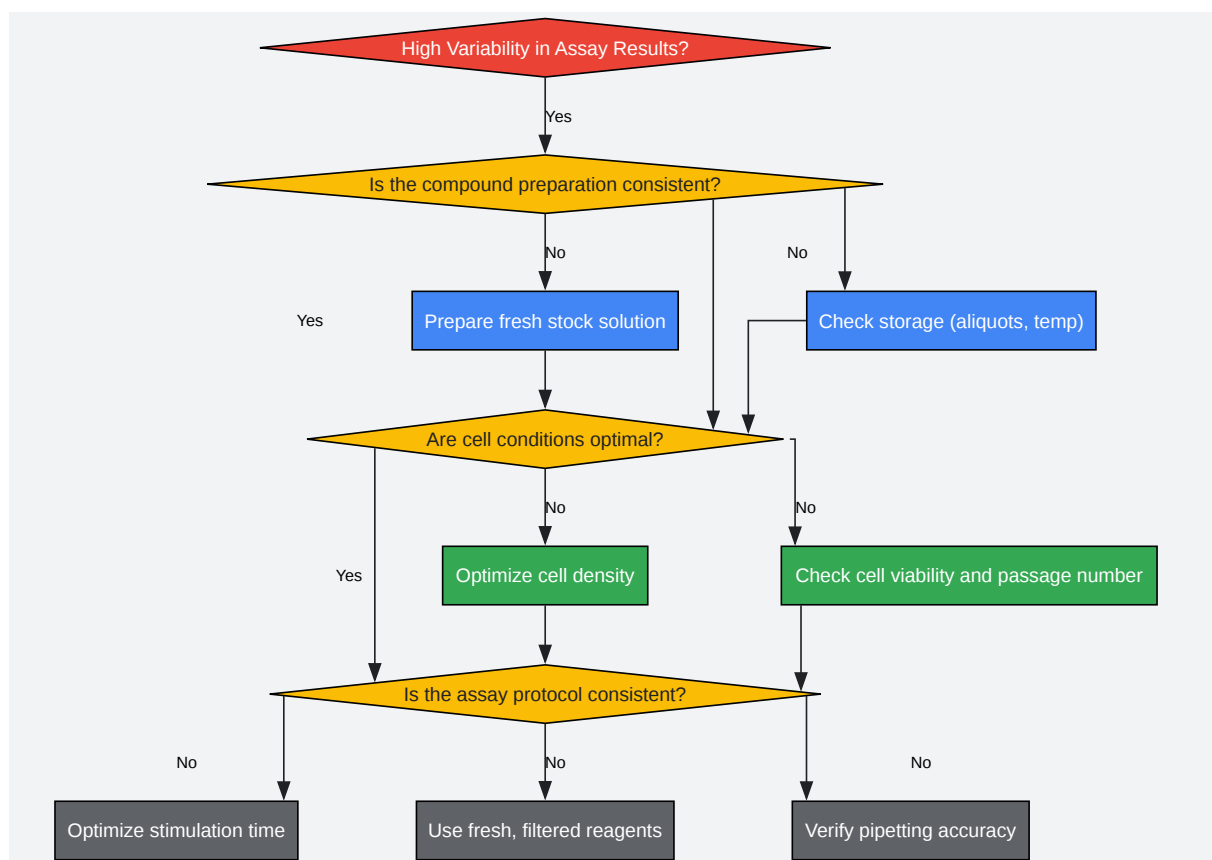 High Variability in Assay Results?
Yes
Is the compound preparation consistent?
No
No
Yes
Prepare fresh stock solution
Check storage (aliquots, temp)
Are cell conditions optimal?
No
No
Yes
Optimize cell density
Check cell viability and passage number
Is the assay protocol consistent?
No
No
No
Optimize stimulation time
Use fresh, filtered reagents
Verify pipetting accuracy